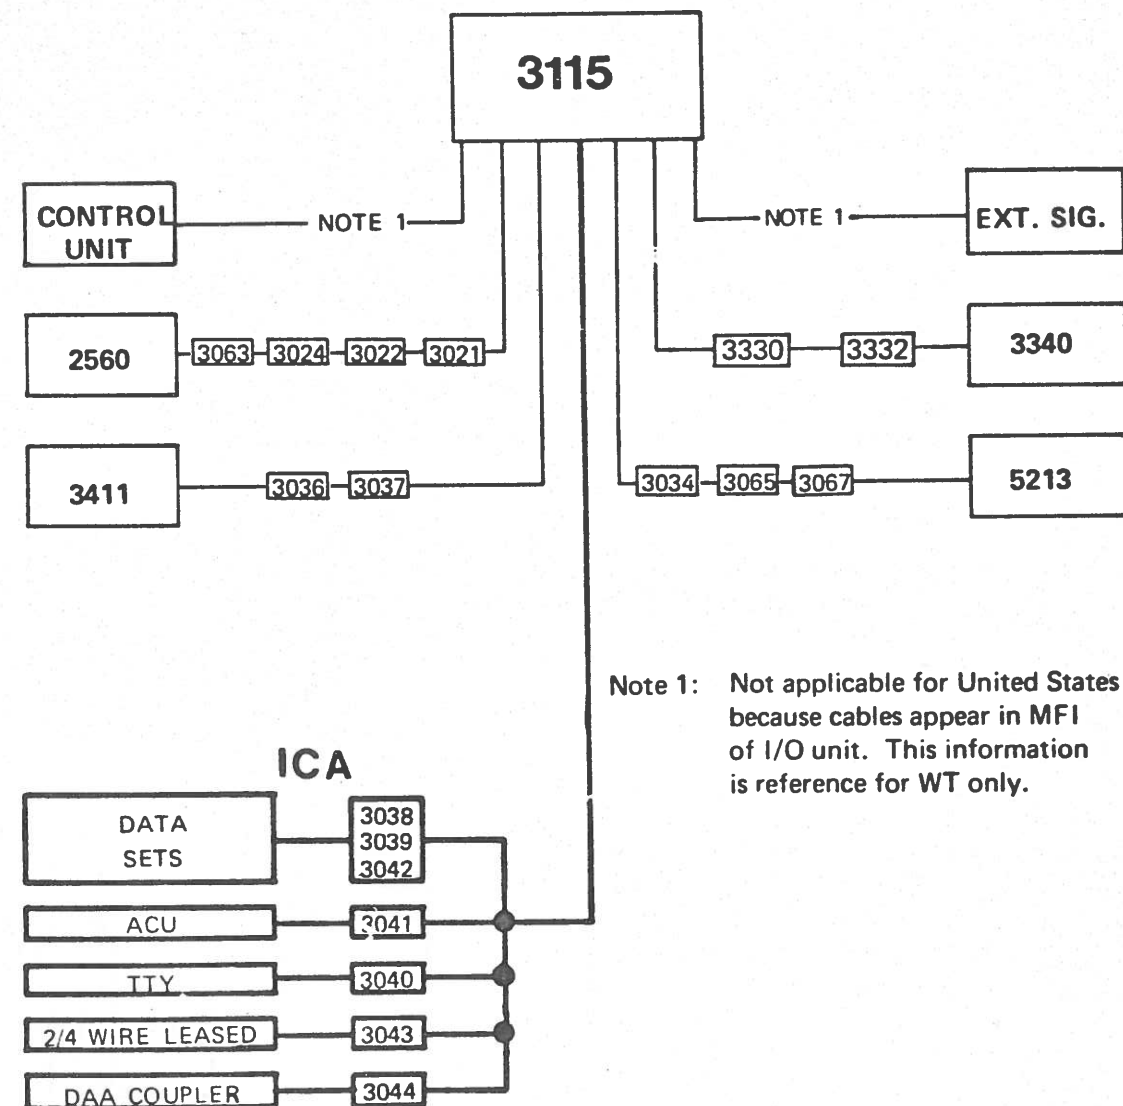 3115
CONTROL
UNIT
NOTE 1
NOTE 1
EXT. SIG.
2560
3063
3024
3022
3021
3330
3332
3340
3411
3036
3037
3034
3065
3067
5213
Note 1: Not applicable for United States
because cables appear in MFI
of I/O unit. This information
is reference for WT only.
ICA
DATA
SETS
3038
3039
3042
ACU
3041
TTY
3040
2/4 WIRE LEASED
3043
DAA COUPLER
3044